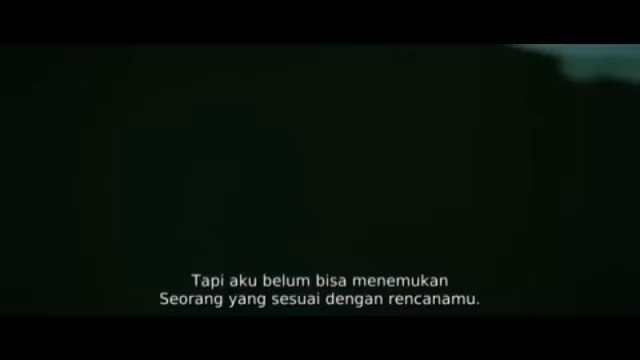 Tapi aku belum bisa menemukan
Seorang yang sesuai dengan rencanamu.